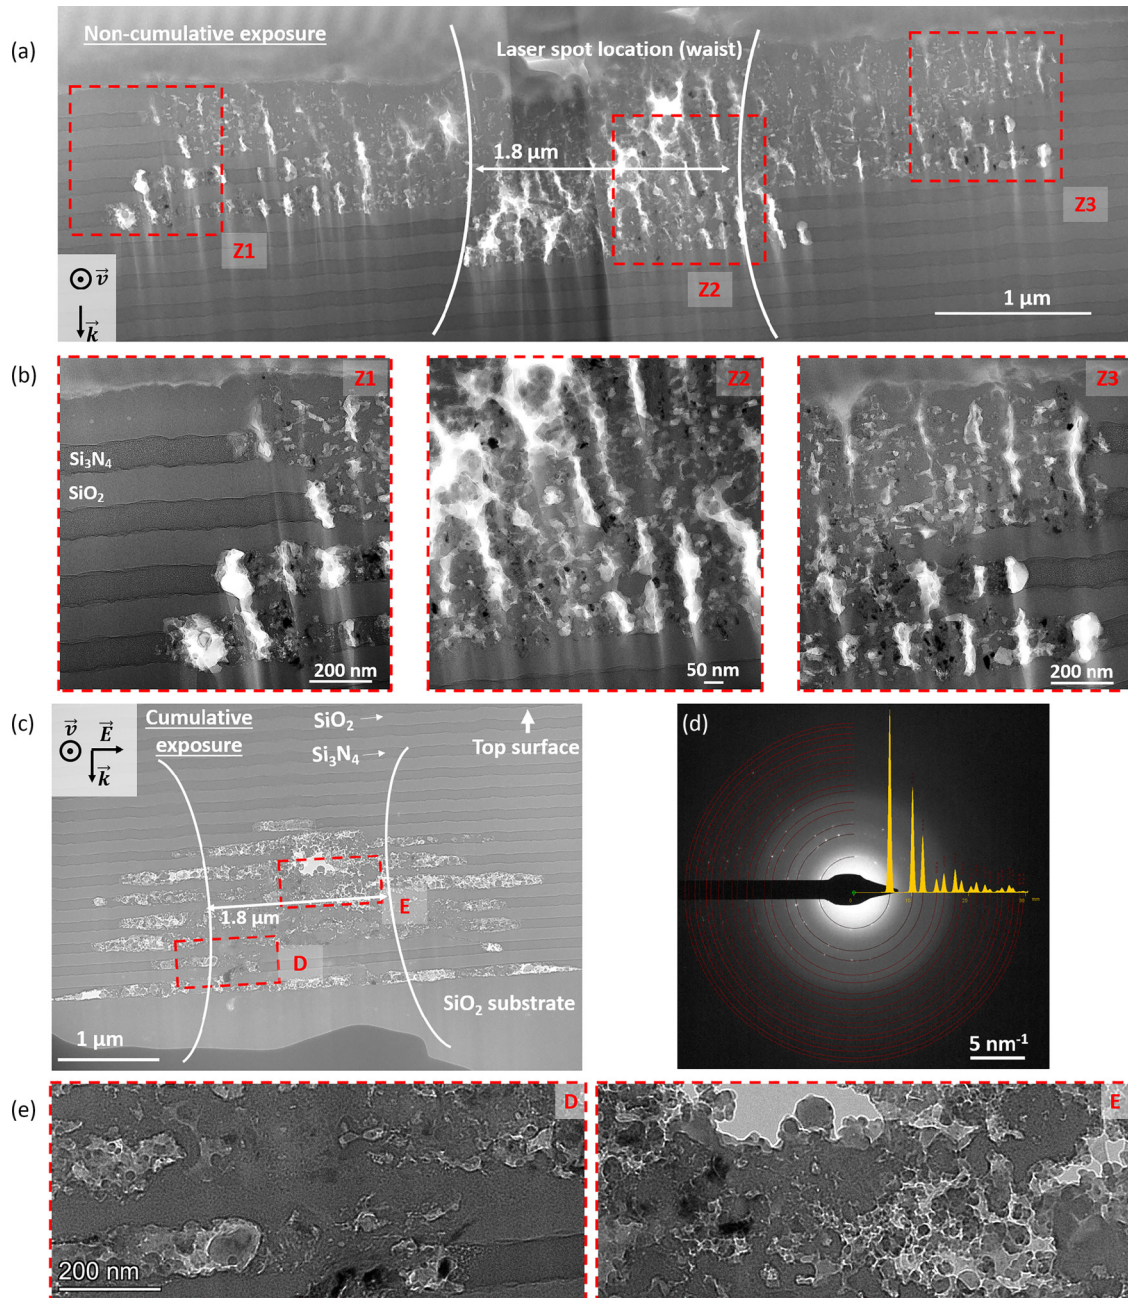 (a)
Non-cumulative exposure
Laser spot location (waist)
1.8 µm
Z1
Z2
Z3
v
k
1 µm
(b)
Z1
Z2
Z3
Si₃N₄
SiO₂
200 nm
50 nm
200 nm
(c)
v
E
k
Cumulative
exposure
SiO₂
Si₃N₄
Top surface
1.8 µm
E
D
SiO₂ substrate
1 µm
(d)
5 nm⁻¹
(e)
D
E
200 nm